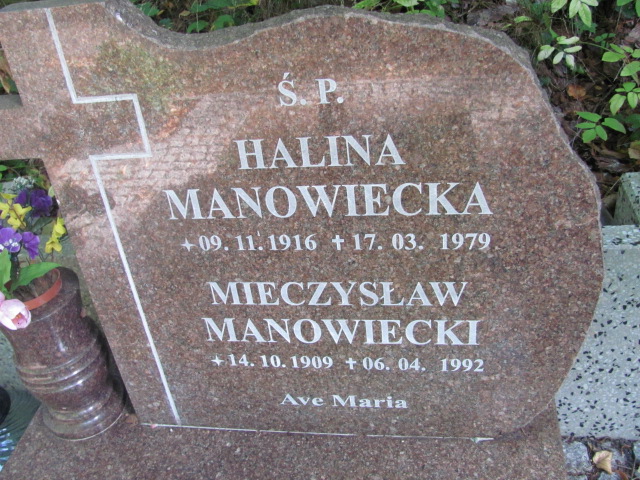 Ś. P.
HALINA
MANOWIECKA
✦ 09. 11. 1916 ✝ 17. 03. 1979
MIECZYSŁAW
MANOWIECKI
✦ 14. 10. 1909 ✝ 06. 04. 1992
Ave Maria